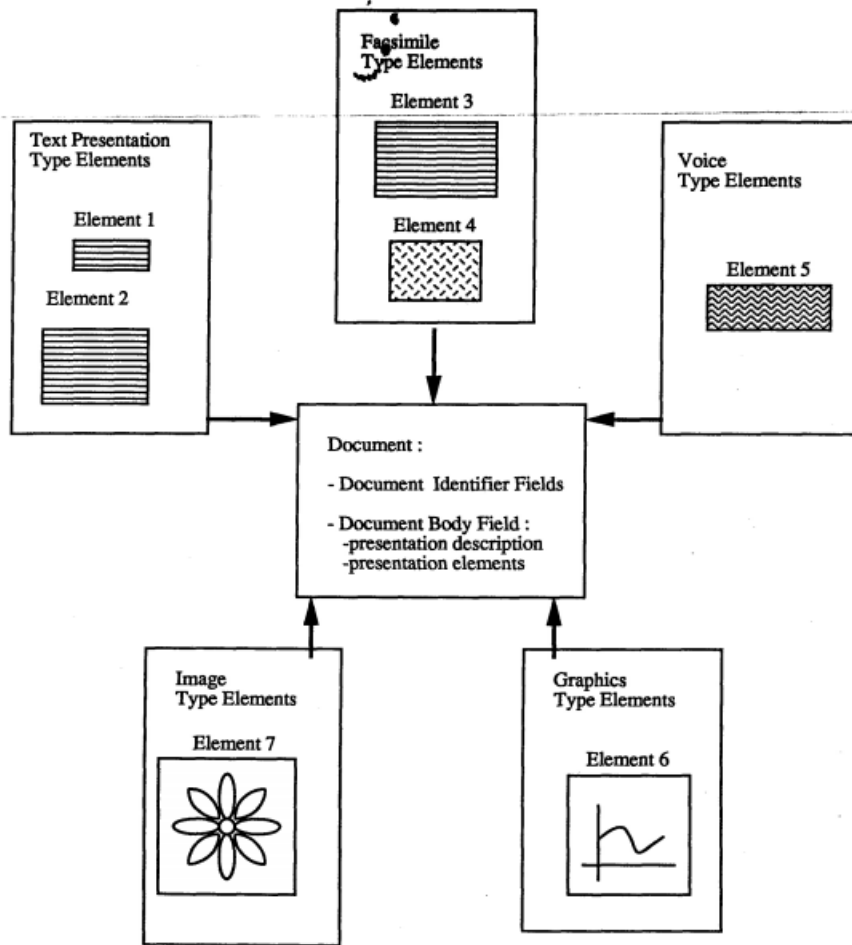 Facsimile
Type Elements
Element 3
Element 4
Text Presentation
Type Elements
Element 1
Element 2
Voice
Type Elements
Element 5
Document :
- Document Identifier Fields
- Document Body Field :
-presentation description
-presentation elements
Image
Type Elements
Element 7
Graphics
Type Elements
Element 6